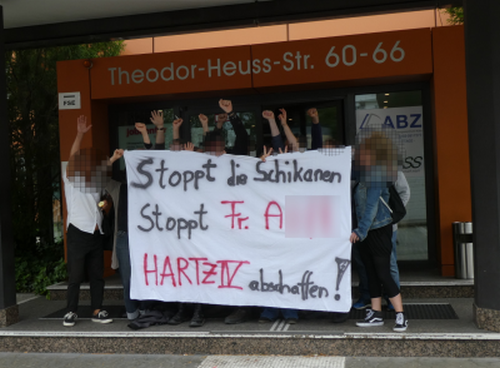 Theodor-Heuss-Str. 60-66
FSE
ABZ
Stoppt die Schikanen
Stoppt Fr. A
HARTZ IV abschaffen!